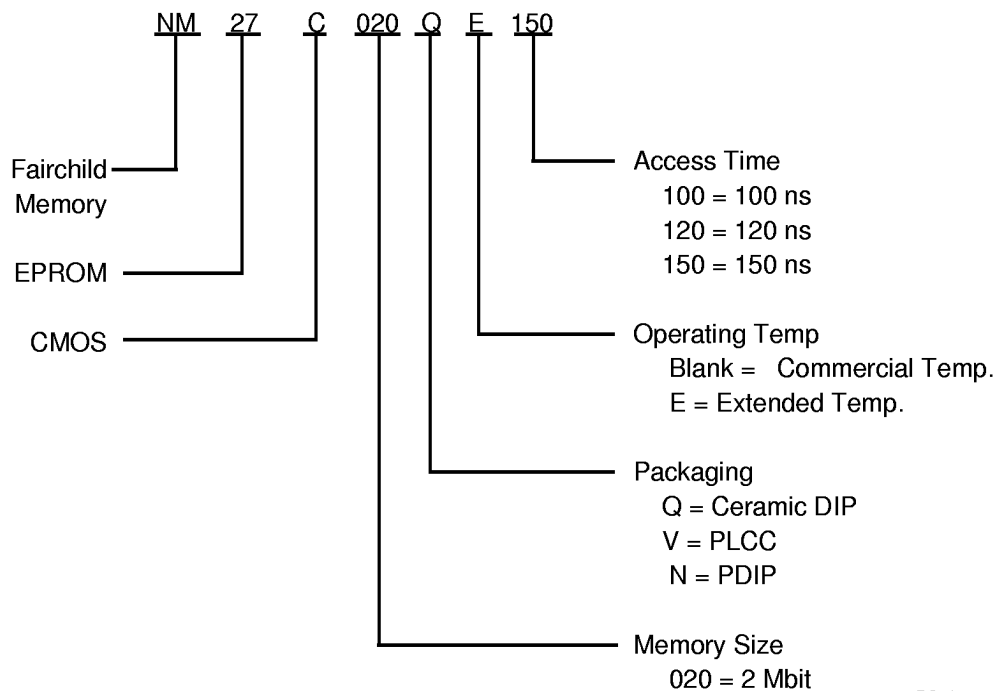 NM 27 C 020 Q E 150
Fairchild
Memory
EPROM
CMOS
Access Time
100 = 100 ns
120 = 120 ns
150 = 150 ns
Operating Temp
Blank = Commercial Temp.
E = Extended Temp.
Packaging
Q = Ceramic DIP
V = PLCC
N = PDIP
Memory Size
020 = 2 Mbit